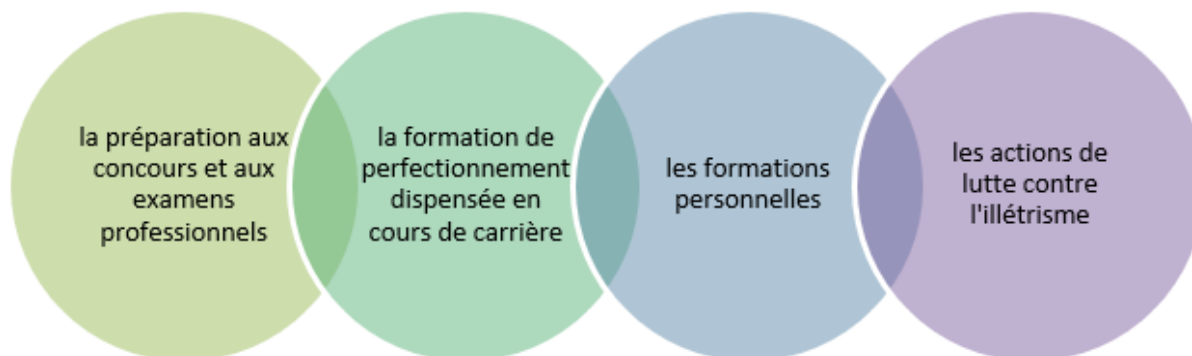 la préparation aux
concours et aux
examens
professionnels
la formation de
perfectionnement
dispensée en
cours de carrière
les formations
personnelles
les actions de
lutte contre
l'illétrisme